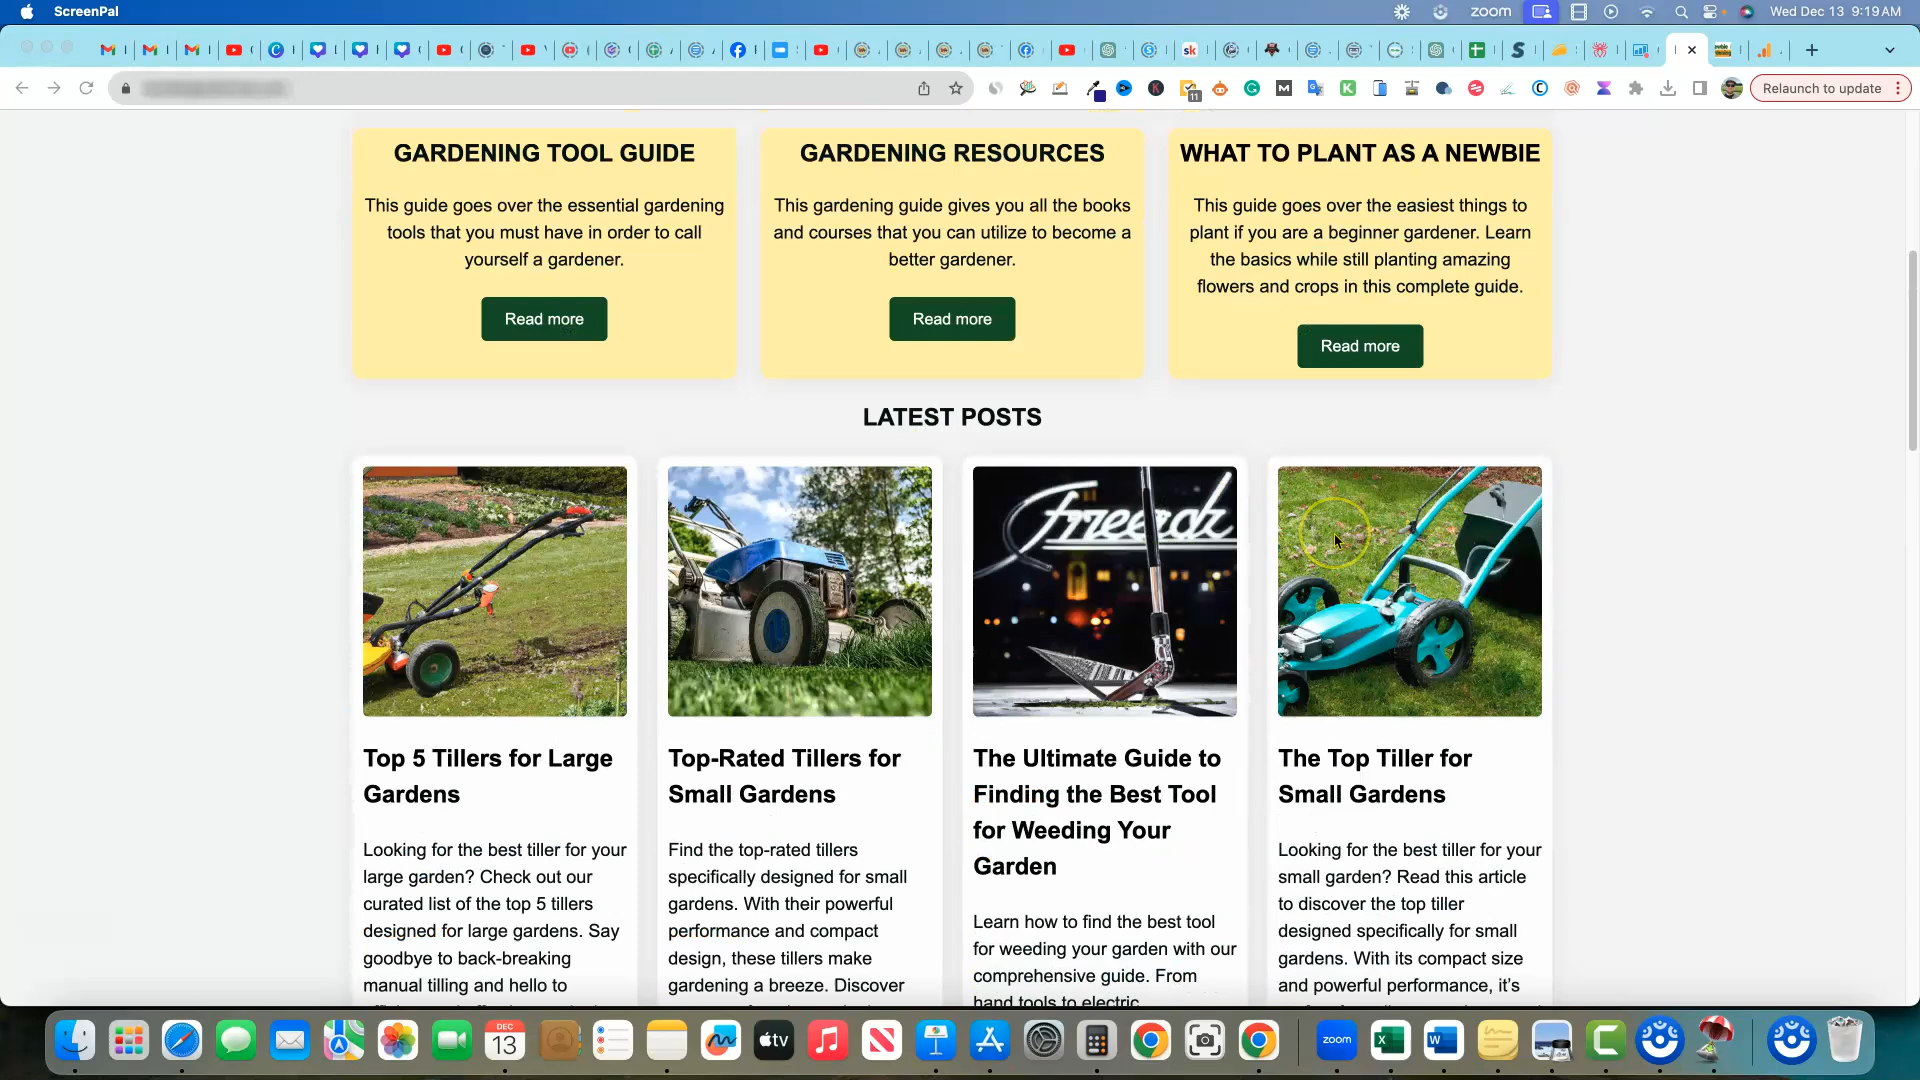 ScreenPal
zoom
Wed Dec 13 9:19 AM
Relaunch to update
11
GARDENING TOOL GUIDE
This guide goes over the essential gardening
tools that you must have in order to call
yourself a gardener.
Read more
GARDENING RESOURCES
This gardening guide gives you all the books
and courses that you can utilize to become a
better gardener.
Read more
WHAT TO PLANT AS A NEWBIE
This guide goes over the easiest things to
plant if you are a beginner gardener. Learn
the basics while still planting amazing
flowers and crops in this complete guide.
Read more
LATEST POSTS
Top 5 Tillers for Large
Gardens
Looking for the best tiller for your
large garden? Check out our
curated list of the top 5 tillers
designed for large gardens. Say
goodbye to back-breaking
manual tilling and hello to
Top-Rated Tillers for
Small Gardens
Find the top-rated tillers
specifically designed for small
gardens. With their powerful
performance and compact
design, these tillers make
gardening a breeze. Discover
The Ultimate Guide to
Finding the Best Tool
for Weeding Your
Garden
Learn how to find the best tool
for weeding your garden with our
comprehensive guide. From
hand tools to electric
The Top Tiller for
Small Gardens
Looking for the best tiller for your
small garden? Read this article
to discover the top tiller
designed specifically for small
gardens. With its compact size
and powerful performance, it's
DEC
13
tv
zoom